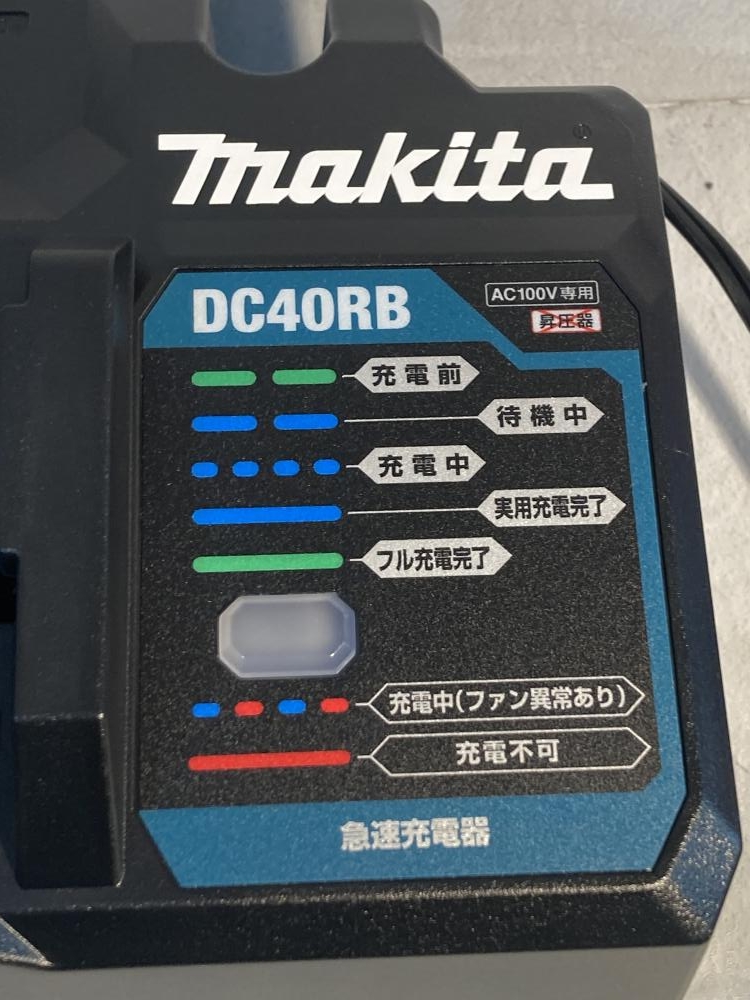 makita
DC40RB
AC100V専用
昇圧器
充電前
待機中
充電中
実用充電完了
フル充電完了
充電中(ファン異常あり)
充電不可
急速充電器